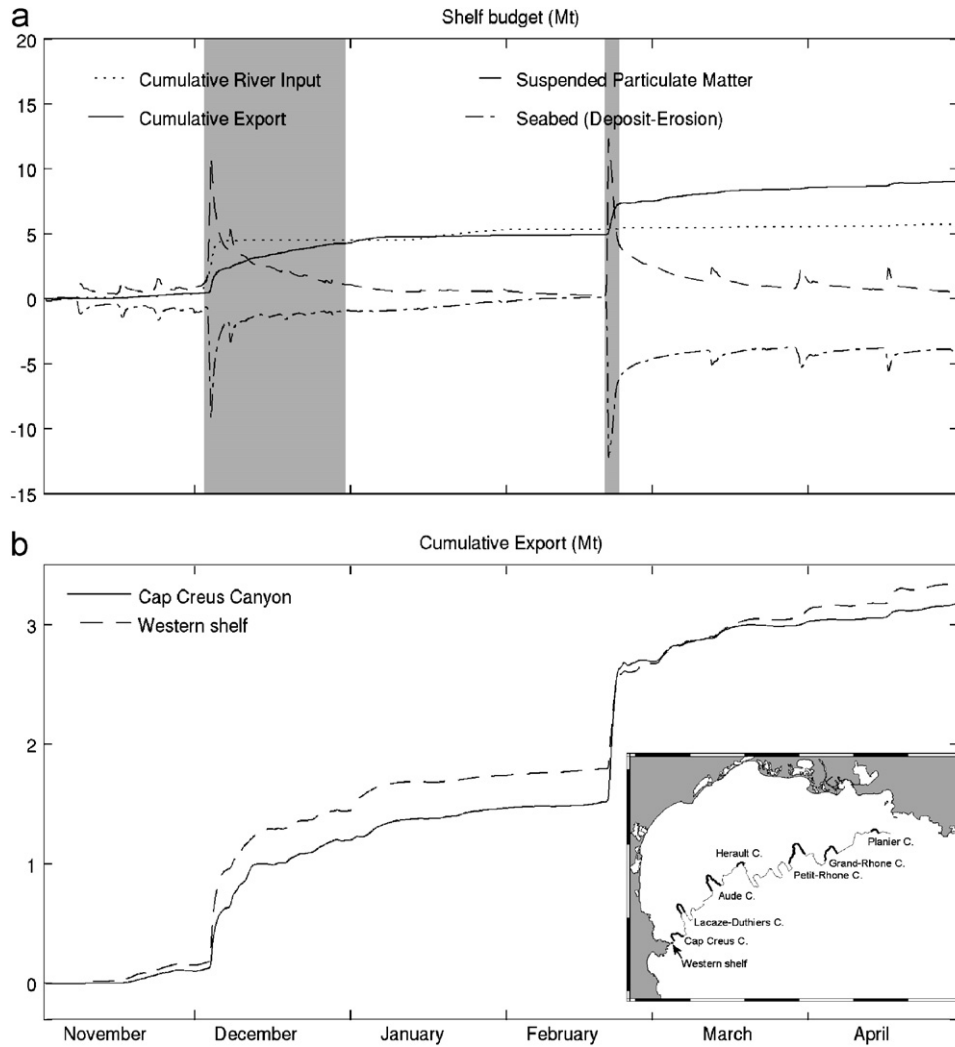 a
Shelf budget (Mt)
20
15
10
5
0
-5
-10
-15
Cumulative River Input
Suspended Particulate Matter
Cumulative Export
Seabed (Deposit-Erosion)
b
Cumulative Export (Mt)
3
2
1
0
Cap Creus Canyon
Western shelf
Planier C.
Herault C.
Grand-Rhone C.
Petit-Rhone C.
Aude C.
Lacaze-Duthiers C.
Cap Creus C.
Western shelf
November December January February March April